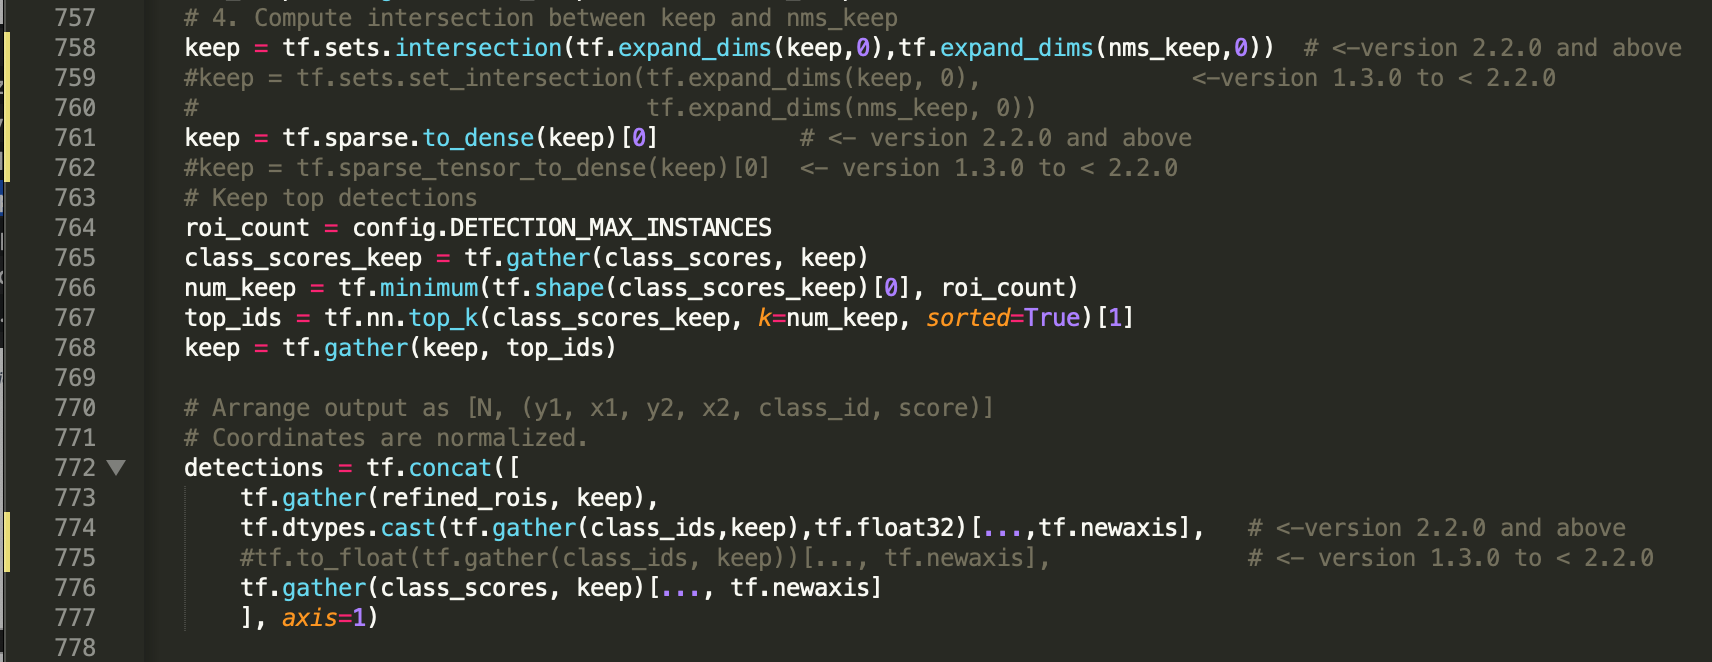 757 # 4. Compute intersection between keep and nms_keep
758 keep = tf.sets.intersection(tf.expand_dims(keep,0),tf.expand_dims(nms_keep,0))  # <-version 2.2.0 and above
759 #keep = tf.sets.set_intersection(tf.expand_dims(keep, 0),               <-version 1.3.0 to < 2.2.0
760 #                                tf.expand_dims(nms_keep, 0))
761 keep = tf.sparse.to_dense(keep)[0]          # <- version 2.2.0 and above
762 #keep = tf.sparse_tensor_to_dense(keep)[0]  <- version 1.3.0 to < 2.2.0
763 # Keep top detections
764 roi_count = config.DETECTION_MAX_INSTANCES
765 class_scores_keep = tf.gather(class_scores, keep)
766 num_keep = tf.minimum(tf.shape(class_scores_keep)[0], roi_count)
767 top_ids = tf.nn.top_k(class_scores_keep, k=num_keep, sorted=True)[1]
768 keep = tf.gather(keep, top_ids)
769
770 # Arrange output as [N, (y1, x1, y2, x2, class_id, score)]
771 # Coordinates are normalized.
772 detections = tf.concat([
773     tf.gather(refined_rois, keep),
774     tf.dtypes.cast(tf.gather(class_ids,keep),tf.float32)[...,tf.newaxis],   # <-version 2.2.0 and above
775     #tf.to_float(tf.gather(class_ids, keep))[..., tf.newaxis],              # <- version 1.3.0 to < 2.2.0
776     tf.gather(class_scores, keep)[..., tf.newaxis]
777     ], axis=1)
778